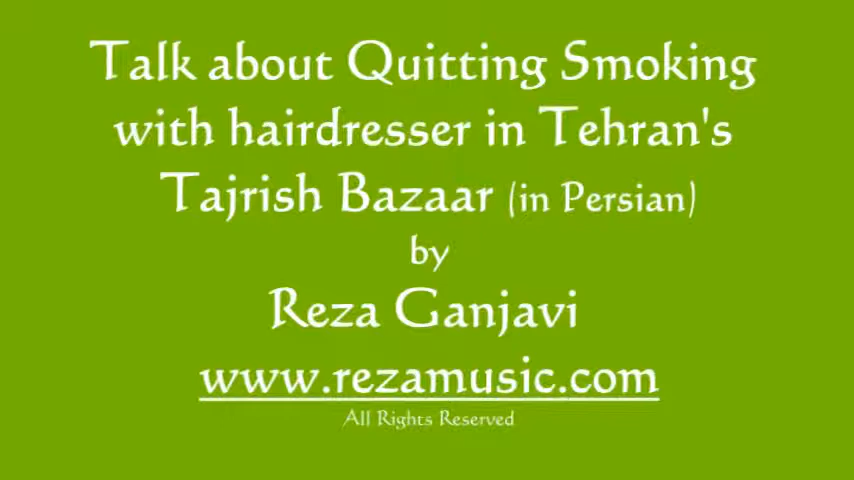 Talk about Quitting Smoking
with hairdresser in Tehran's
Tajrish Bazaar (in Persian)
by
Reza Ganjavi
www.rezamusic.com
All Rights Reserved